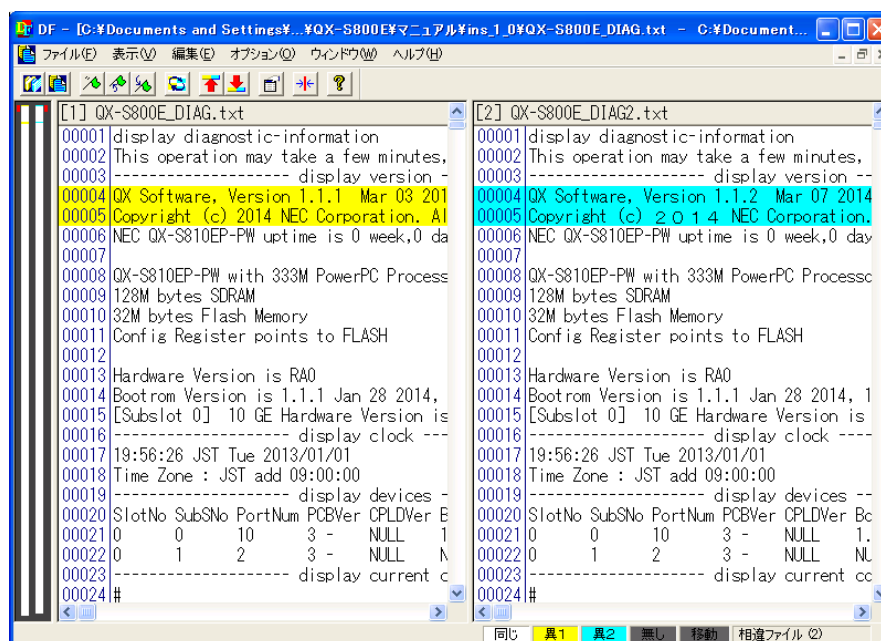 DF - [C:¥Documents and Settings¥...¥QX-S800E¥マニュアル¥ins_1_0¥QX-S800E_DIAG.txt - C:¥Document...
ファイル(F) 表示(V) 編集(E) オプション(O) ウィンドウ(W) ヘルプ(H)
[1] QX-S800E_DIAG.txt
00001 display diagnostic-information
00002 This operation may take a few minutes,
00003 -------------------- display version -
00004 QX Software, Version 1.1.1 Mar 03 201
00005 Copyright (c) 2014 NEC Corporation. Al
00006 NEC QX-S810EP-PW uptime is 0 week,0 da
00007
00008 QX-S810EP-PW with 333M PowerPC Process
00009 128M bytes SDRAM
00010 32M bytes Flash Memory
00011 Config Register points to FLASH
00012
00013 Hardware Version is RA0
00014 Bootrom Version is 1.1.1 Jan 28 2014,
00015 [Subslot 0] 10 GE Hardware Version is
00016 -------------------- display clock ---
00017 19:56:26 JST Tue 2013/01/01
00018 Time Zone : JST add 09:00:00
00019 -------------------- display devices -
00020 SlotNo SubSNo PortNum PCBVer CPLDVer B
00021 0 0 10 3 - NULL 1
00022 0 1 2 3 - NULL N
00023 -------------------- display current c
00024 #
[2] QX-S800E_DIAG2.txt
00001 display diagnostic-information
00002 This operation may take a few minutes,
00003 -------------------- display version --
00004 QX Software, Version 1.1.2 Mar 07 2014
00005 Copyright (c) ２０１４ NEC Corporation.
00006 NEC QX-S810EP-PW uptime is 0 week,0 day
00007
00008 QX-S810EP-PW with 333M PowerPC Processo
00009 128M bytes SDRAM
00010 32M bytes Flash Memory
00011 Config Register points to FLASH
00012
00013 Hardware Version is RA0
00014 Bootrom Version is 1.1.1 Jan 28 2014, 1
00015 [Subslot 0] 10 GE Hardware Version is
00016 -------------------- display clock ----
00017 19:56:26 JST Tue 2013/01/01
00018 Time Zone : JST add 09:00:00
00019 -------------------- display devices --
00020 SlotNo SubSNo PortNum PCBVer CPLDVer Bo
00021 0 0 10 3 - NULL 1.
00022 0 1 2 3 - NULL NU
00023 -------------------- display current co
00024 #
同じ 異1 異2 無し 移動 相違ファイル (2)